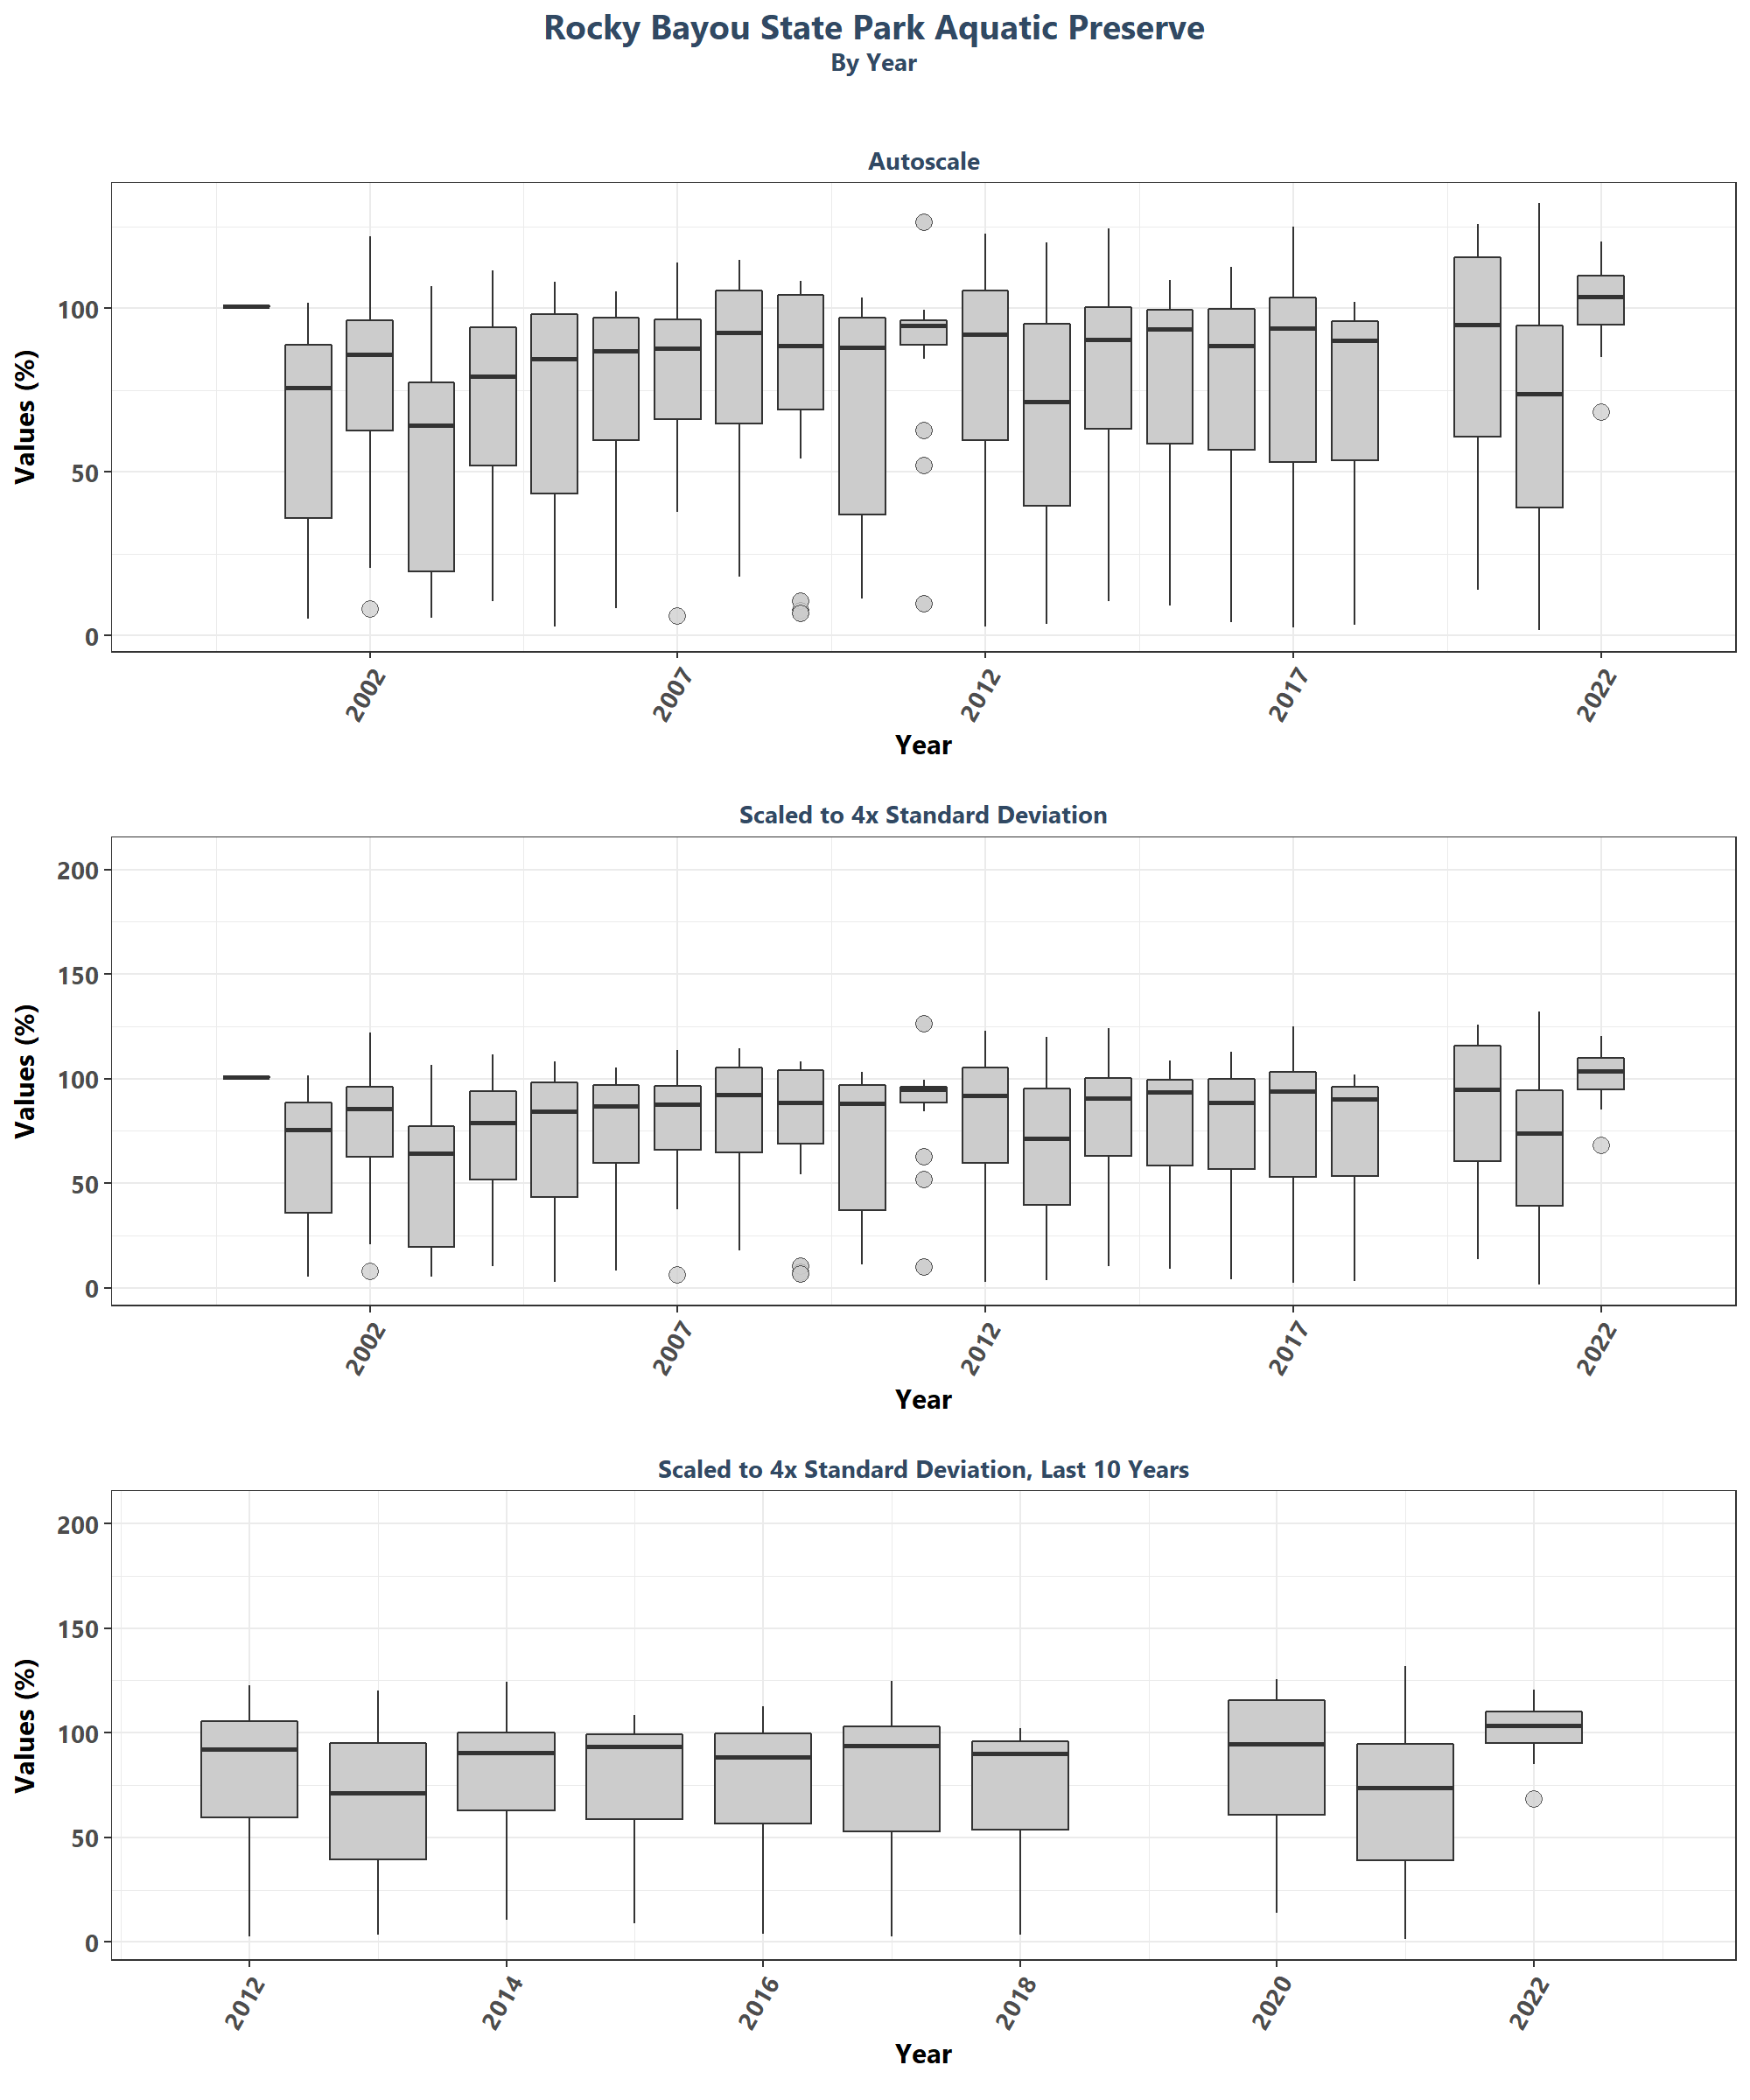 Rocky Bayou State Park Aquatic Preserve
By Year
Autoscale
Values (%)
100
50
0
2002
2007
2012
2017
2022
Year
Scaled to 4x Standard Deviation
Values (%)
200
150
100
50
0
2002
2007
2012
2017
2022
Year
Scaled to 4x Standard Deviation, Last 10 Years
Values (%)
200
150
100
50
0
2012
2014
2016
2018
2020
2022
Year